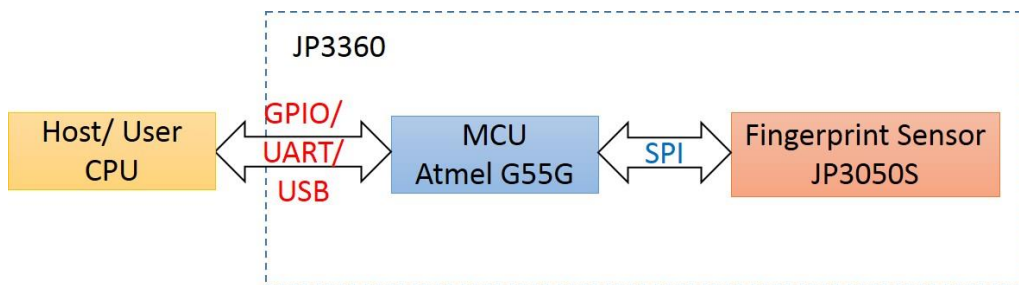 JP3360
Host/ User
CPU
GPIO/
UART/
USB
MCU
Atmel G55G
SPI
Fingerprint Sensor
JP3050S